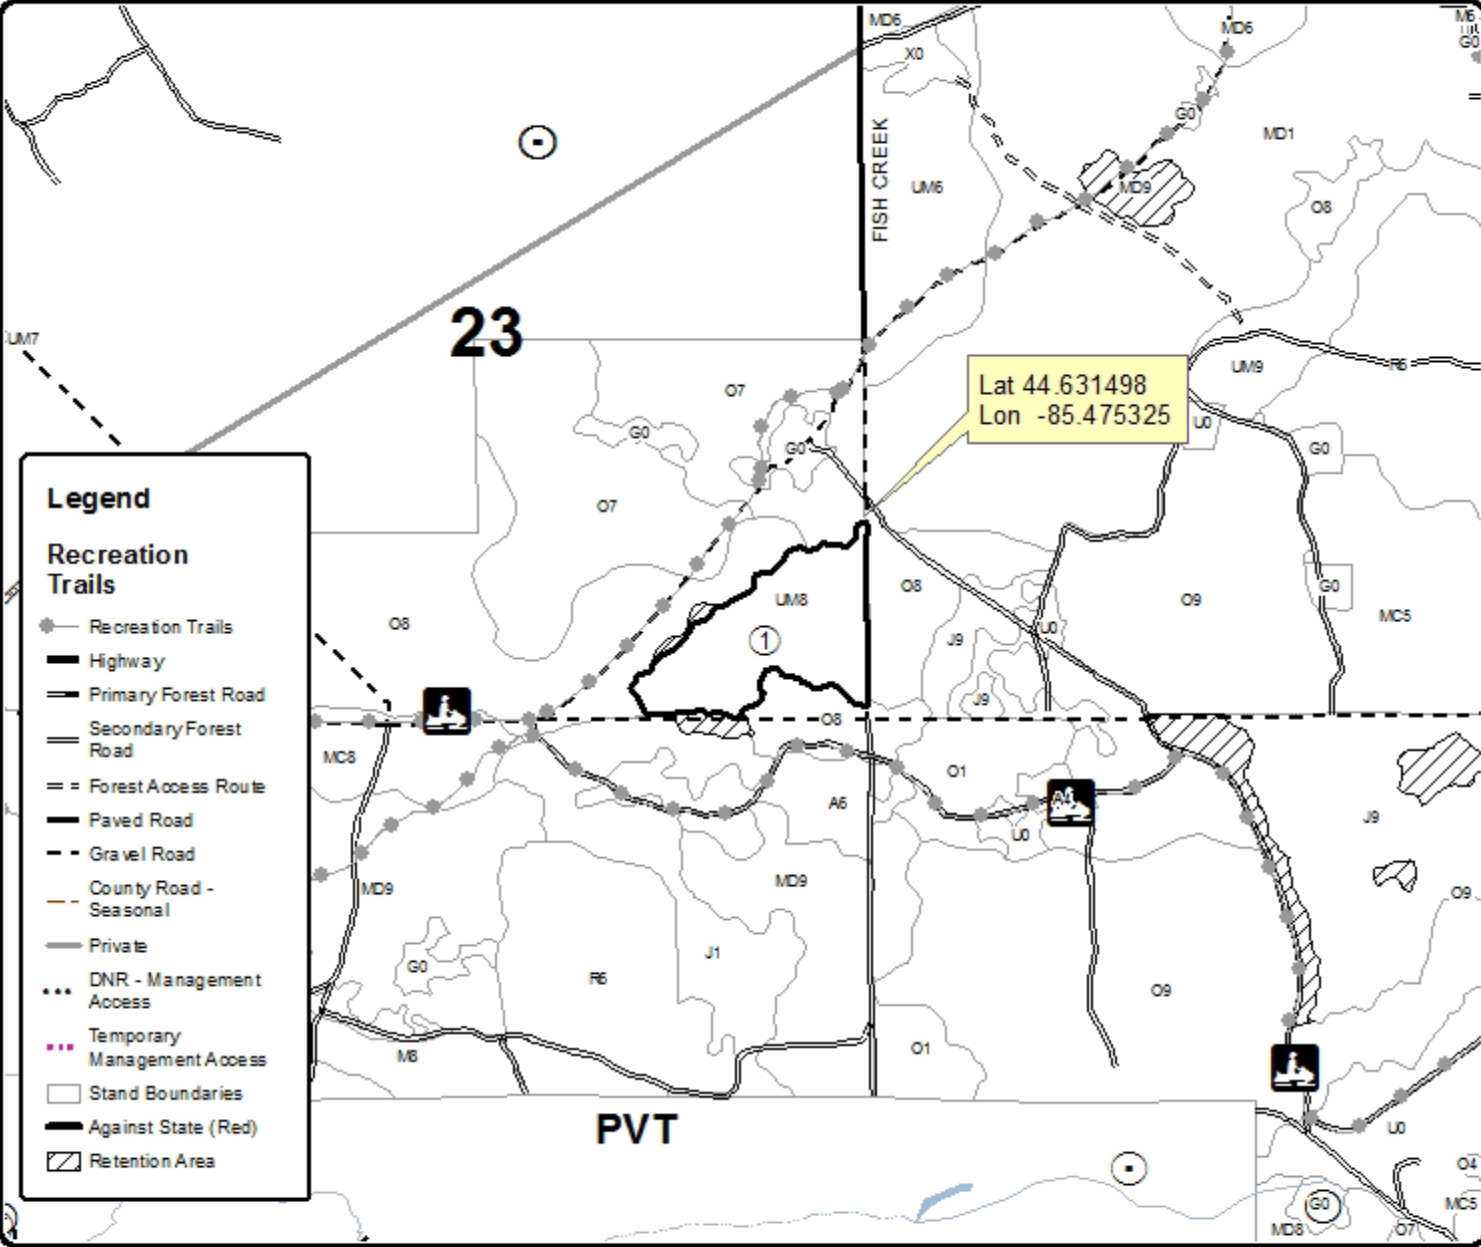 MD6
MD6
M6
G0
X0
G0
MD1
FISH CREEK
UM6
MD9
O8
23
UM7
UM9
R6
Lat 44.631498
Lon -85.475325
O7
G0
G0
U0
G0
O7
UM8
O8
O9
G0
MC5
O8
U0
J9
1
J9
O8
MC8
O1
A6
U0
J9
MD9
MD9
O9
G0
J1
R6
O9
M8
O1
PVT
U0
O4
G0
MC5
MD8
O7
Legend
Recreation
Trails
Recreation Trails
Highway
Primary Forest Road
Secondary Forest
Road
Forest Access Route
Paved Road
Gravel Road
County Road -
Seasonal
Private
DNR - Management
Access
Temporary
Management Access
Stand Boundaries
Against State (Red)
Retention Area